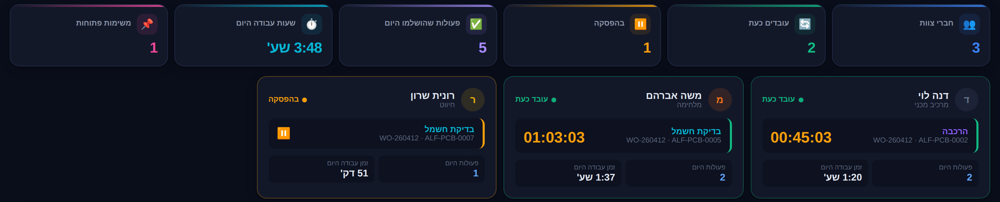 חברי צוות
3
עובדים כעת
2
בהפסקה
1
פעולות שהושלמו היום
5
שעות עבודה היום
3:48 שע'
משימות פתוחות
1
ד
דנה לוי
מרכיב מכני
עובד כעת
הרכבה
WO-260412 · ALF-PCB-0002
00:45:03
פעולות היום
2
זמן עבודה היום
1:20 שע'
מ
משה אברהם
מלחימה
עובד כעת
בדיקת חשמל
WO-260412 · ALF-PCB-0005
01:03:03
פעולות היום
2
זמן עבודה היום
1:37 שע'
ר
רונית שרון
חיווט
בהפסקה
בדיקת חשמל
WO-260412 · ALF-PCB-0007
פעולות היום
1
זמן עבודה היום
51 דק'